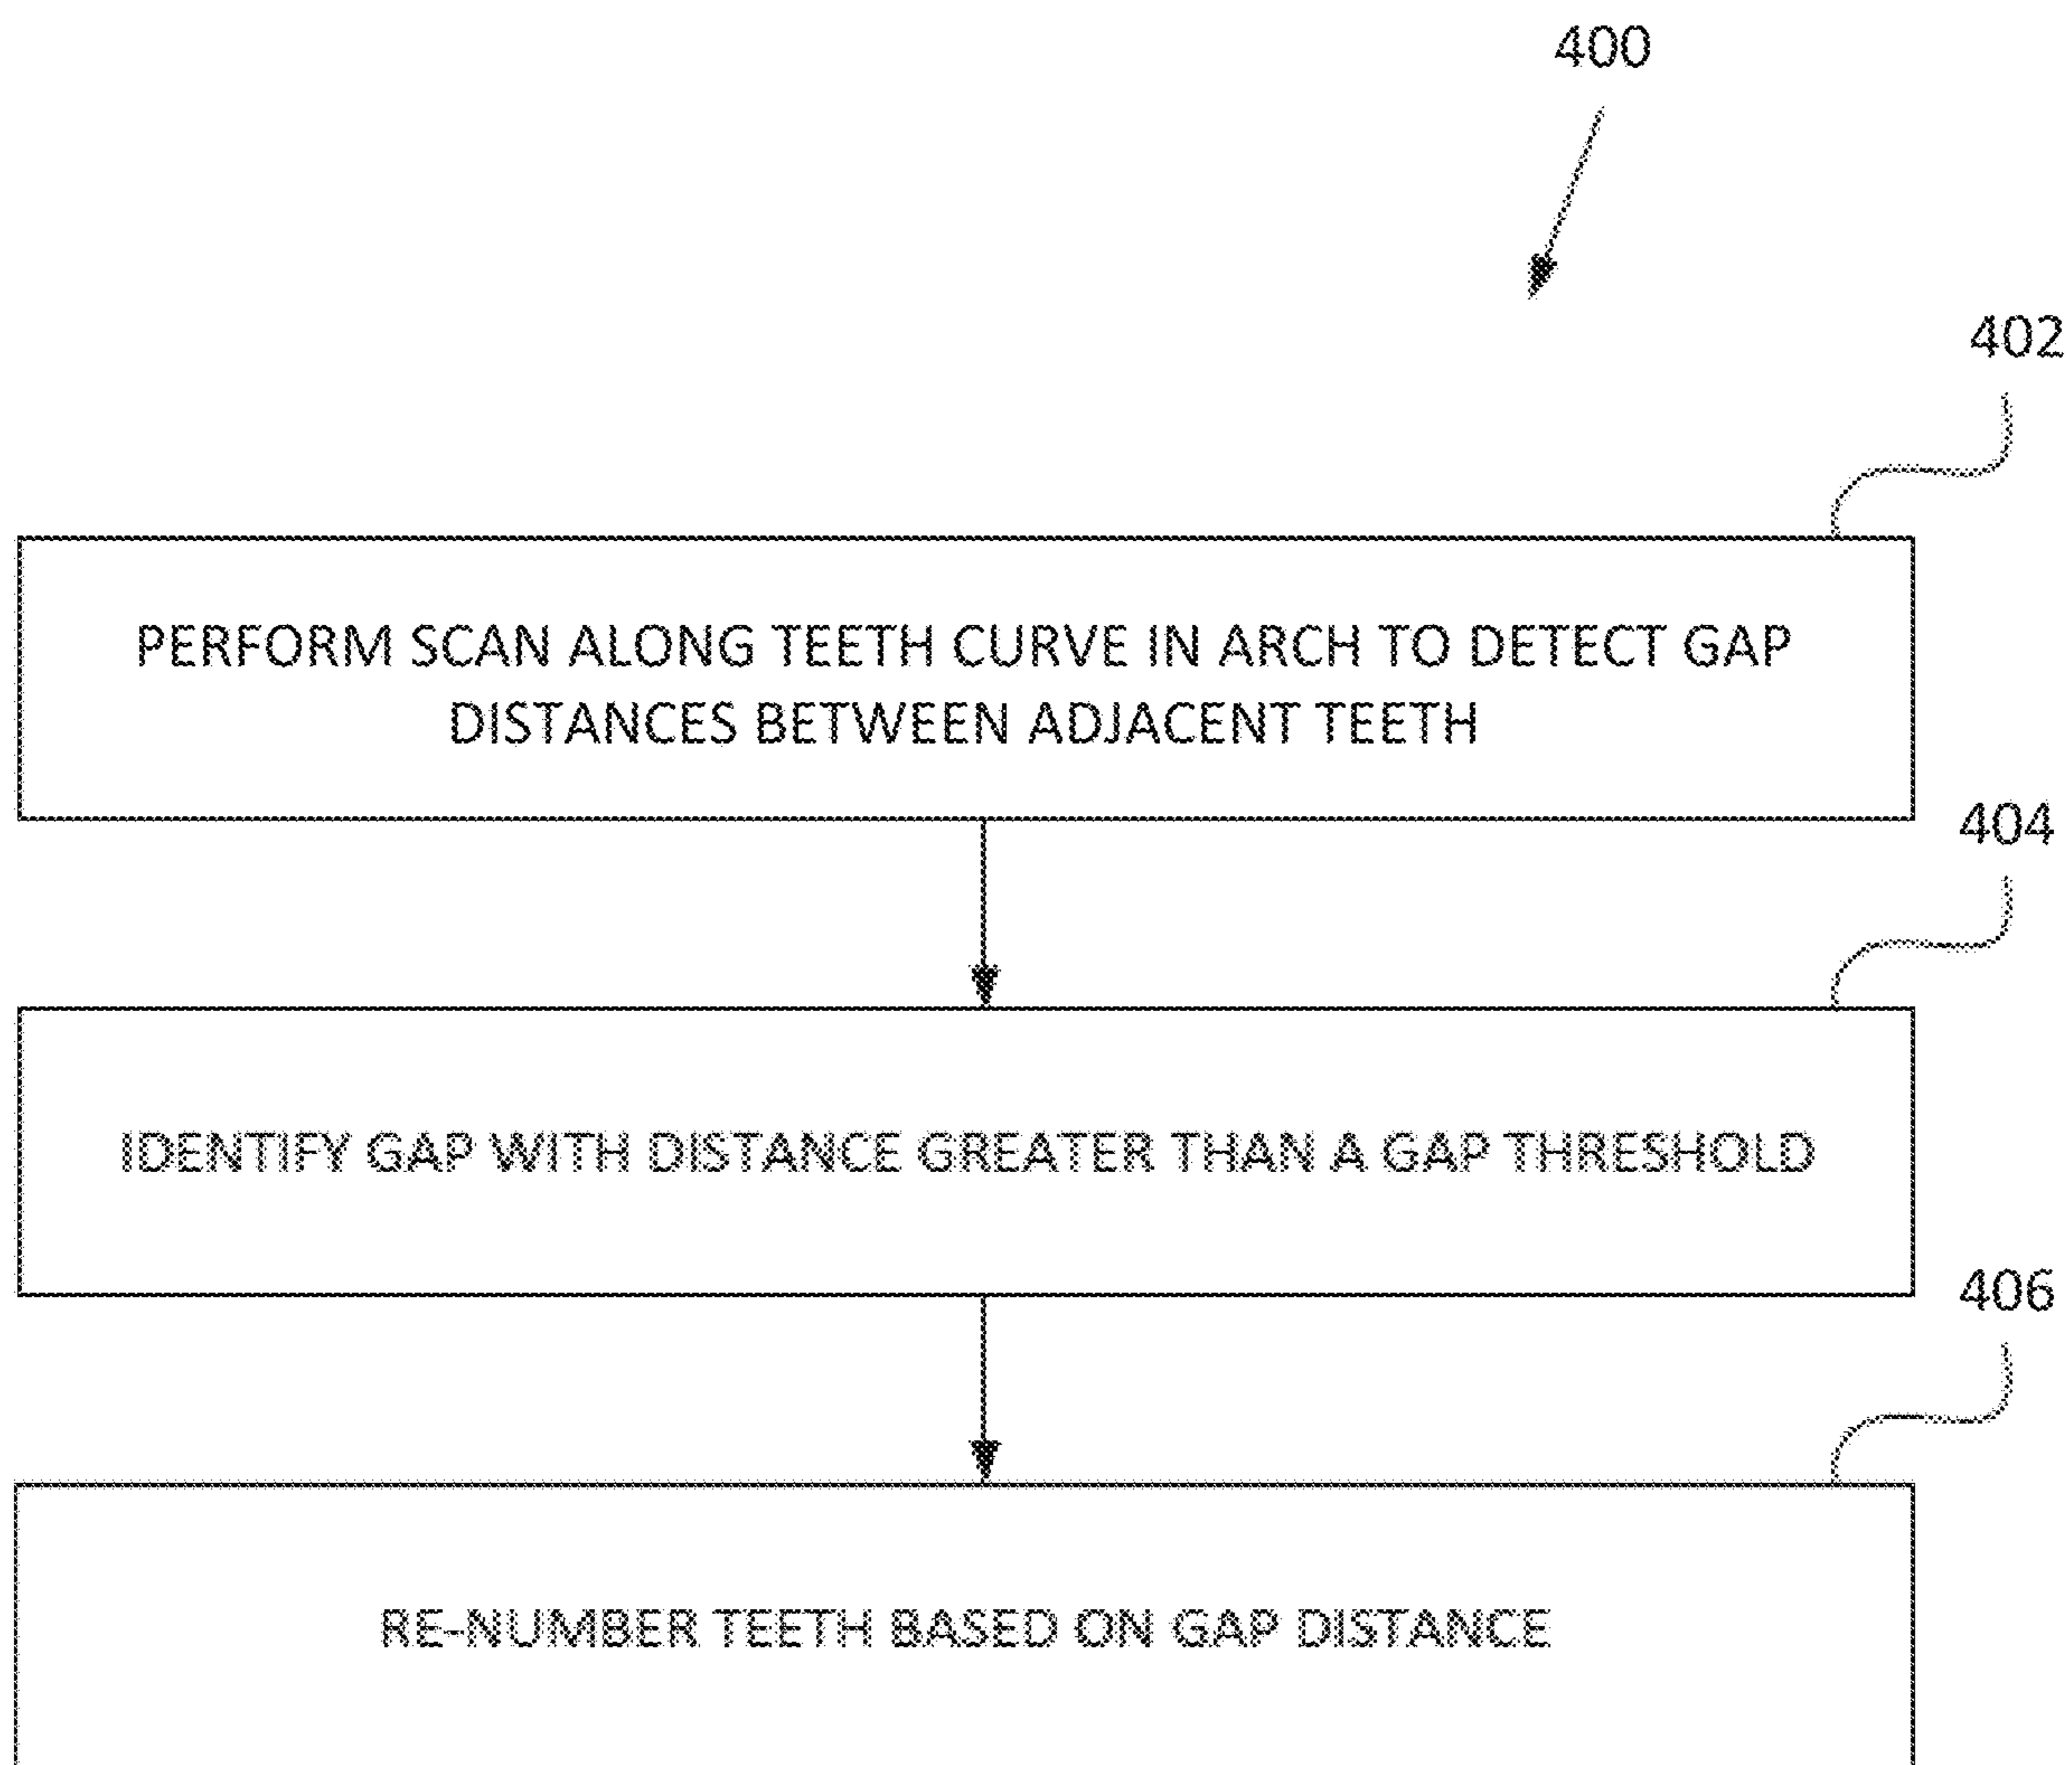 400
402
PERFORM SCAN ALONG TEETH CURVE IN ARCH TO DETECT GAP
DISTANCES BETWEEN ADJACENT TEETH
404
IDENTIFY GAP WITH DISTANCE GREATER THAN A GAP THRESHOLD
406
RE-NUMBER TEETH BASED ON GAP DISTANCE